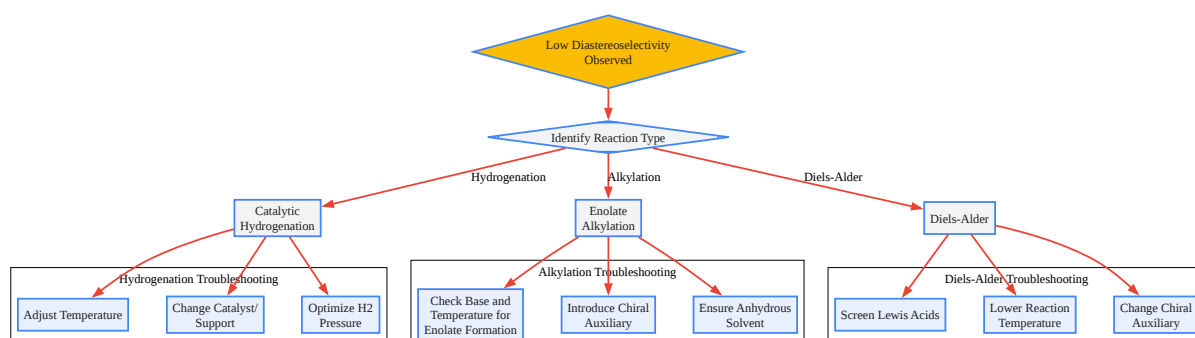 Low Diastereoselectivity
Observed
Identify Reaction Type
Hydrogenation
Alkylation
Diels-Alder
Catalytic
Hydrogenation
Enolate
Alkylation
Diels-Alder
Hydrogenation Troubleshooting
Adjust Temperature
Change Catalyst/
Support
Optimize H2
Pressure
Alkylation Troubleshooting
Check Base and
Temperature for
Enolate Formation
Introduce Chiral
Auxiliary
Ensure Anhydrous
Solvent
Diels-Alder Troubleshooting
Screen Lewis Acids
Lower Reaction
Temperature
Change Chiral
Auxiliary